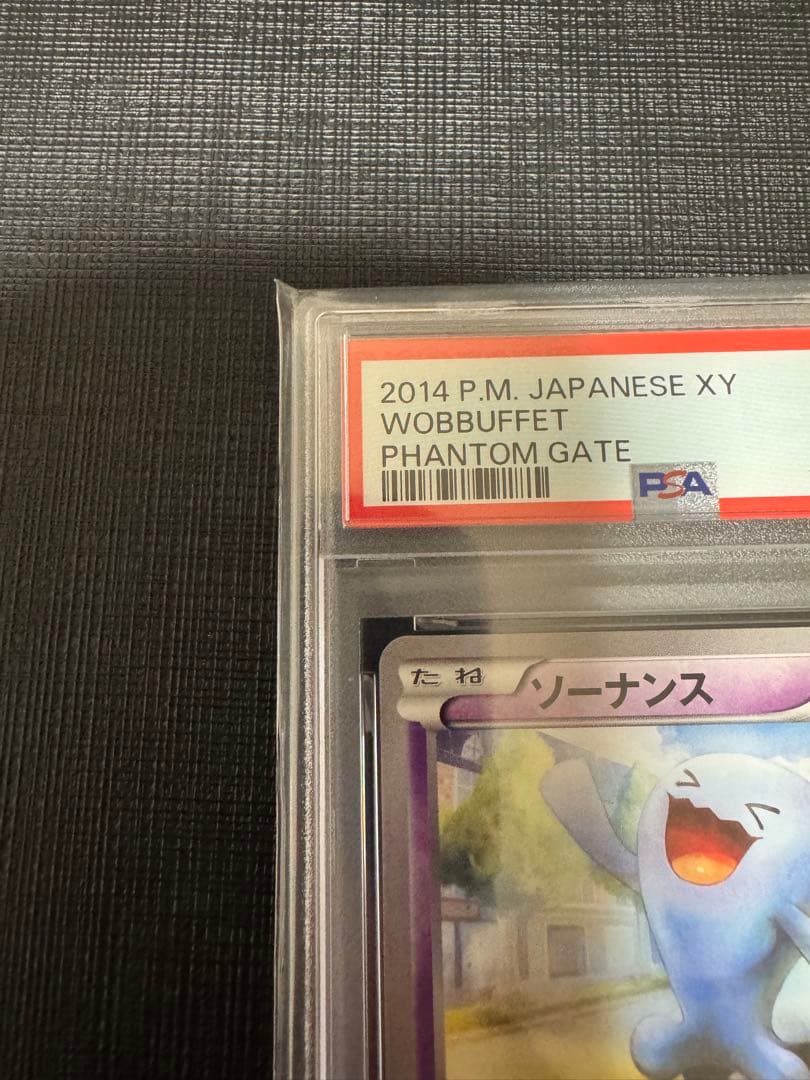 2014 P.M. JAPANESE XY
WOBBUFFET
PHANTOM GATE
PSA
たね ソーナンス